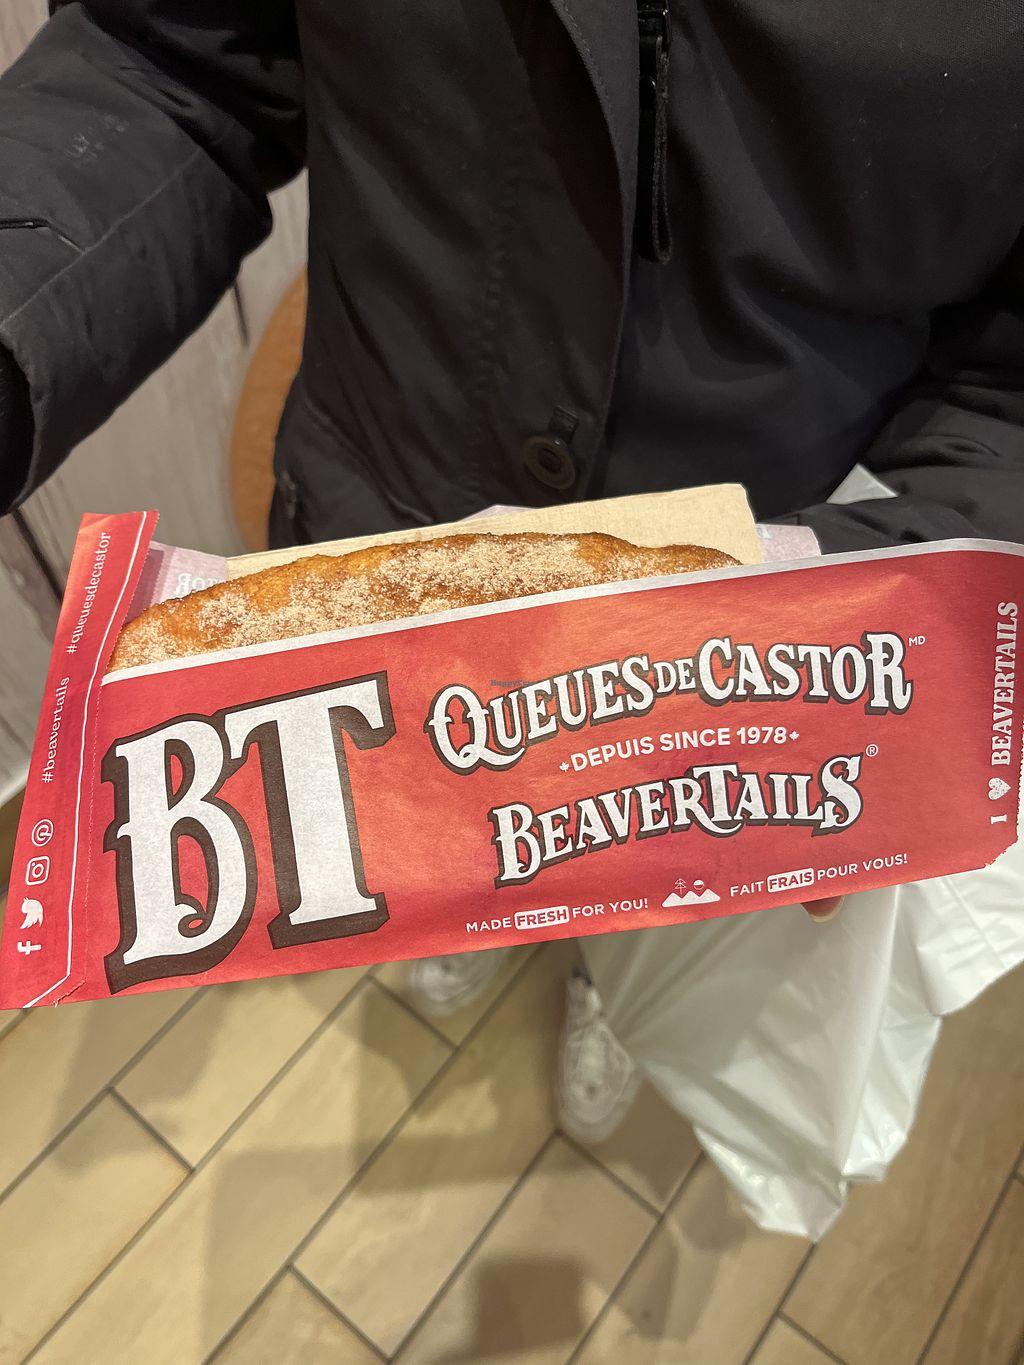 BT
QUEUES DE CASTOR MD
DEPUIS SINCE 1978
BEAVERTAILS ®
MADE FRESH FOR YOU!
FAIT FRAIS POUR VOUS!
#beavertails #queuesdecastor
I ♥ BEAVERTAILS